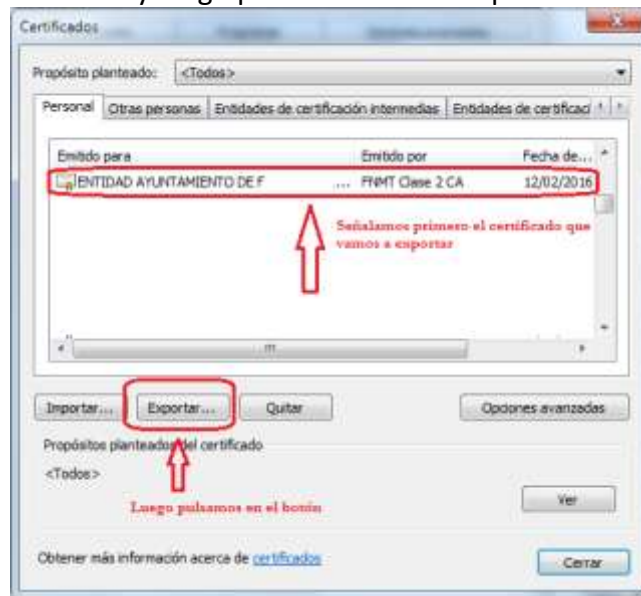 Certificados
Propósito planteado: <Todos>
Personal Otras personas Entidades de certificación intermedias Entidades de certificaci
Emitido para Emitido por Fecha de...
ENTIDAD AYUNTAMIENTO DE F ... FNMT Clase 2 CA 12/02/2016
Señalamos primero el certificado que
vamos a exportar
Importar... Exportar... Quitar Opciones avanzadas
Propósitos planteados del certificado
<Todos>
Luego pulsamos en el botón
Ver
Obtener más información acerca de certificados
Cerrar